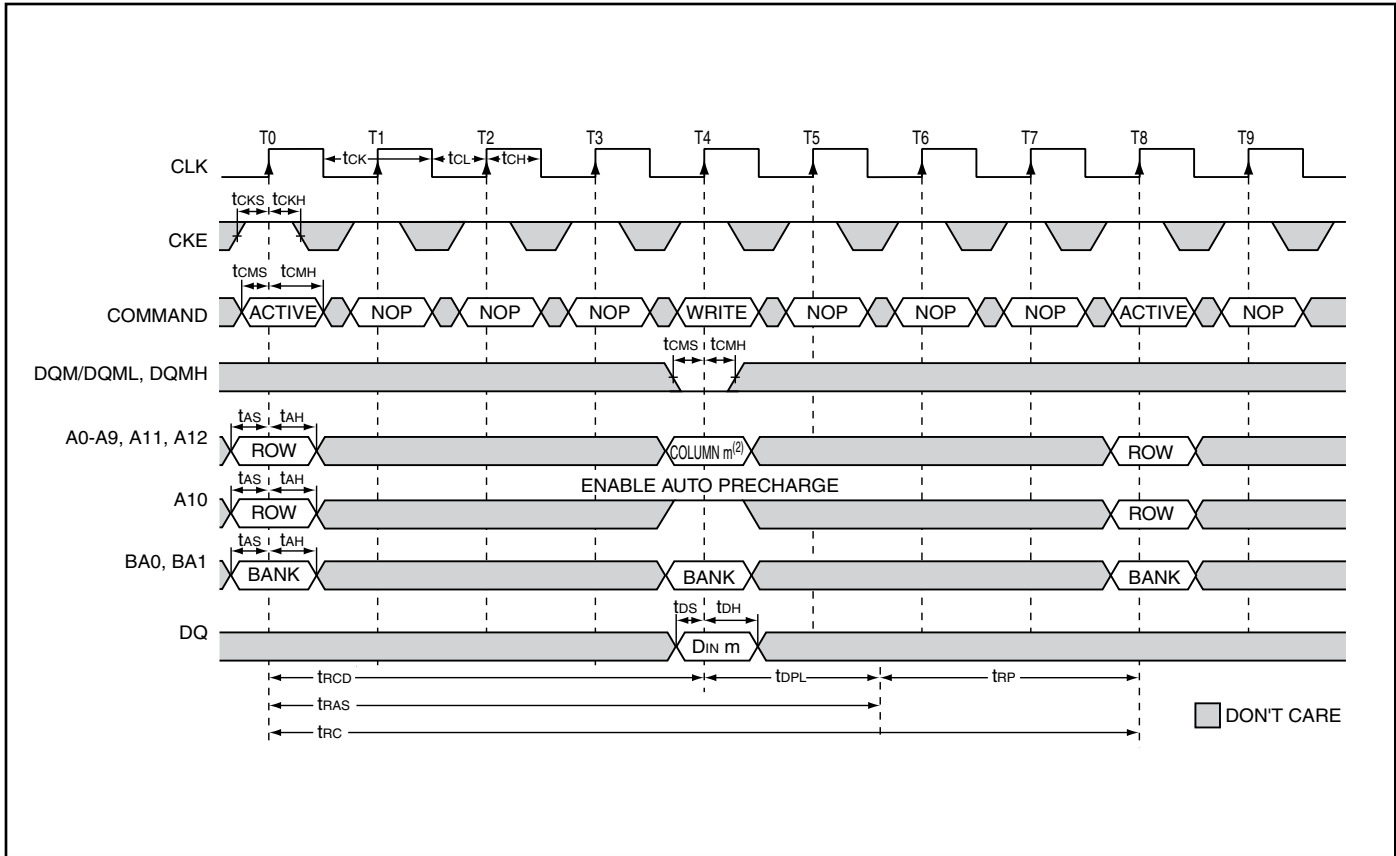 T0 T1 T2 T3 T4 T5 T6 T7 T8 T9
CLK tCK tCL tCH
tCKS tCKH
CKE
tCMS tCMH
COMMAND ACTIVE NOP NOP NOP WRITE NOP NOP NOP ACTIVE NOP
tCMS tCMH
DQM/DQML, DQMH
tAS tAH
A0-A9, A11, A12 ROW COLUMN m(2) ROW
tAS tAH ENABLE AUTO PRECHARGE
A10 ROW ROW
tAS tAH
BA0, BA1 BANK BANK BANK
tDS tDH
DQ DIN m
tRCD tDPL tRP
tRAS
DON'T CARE
tRC